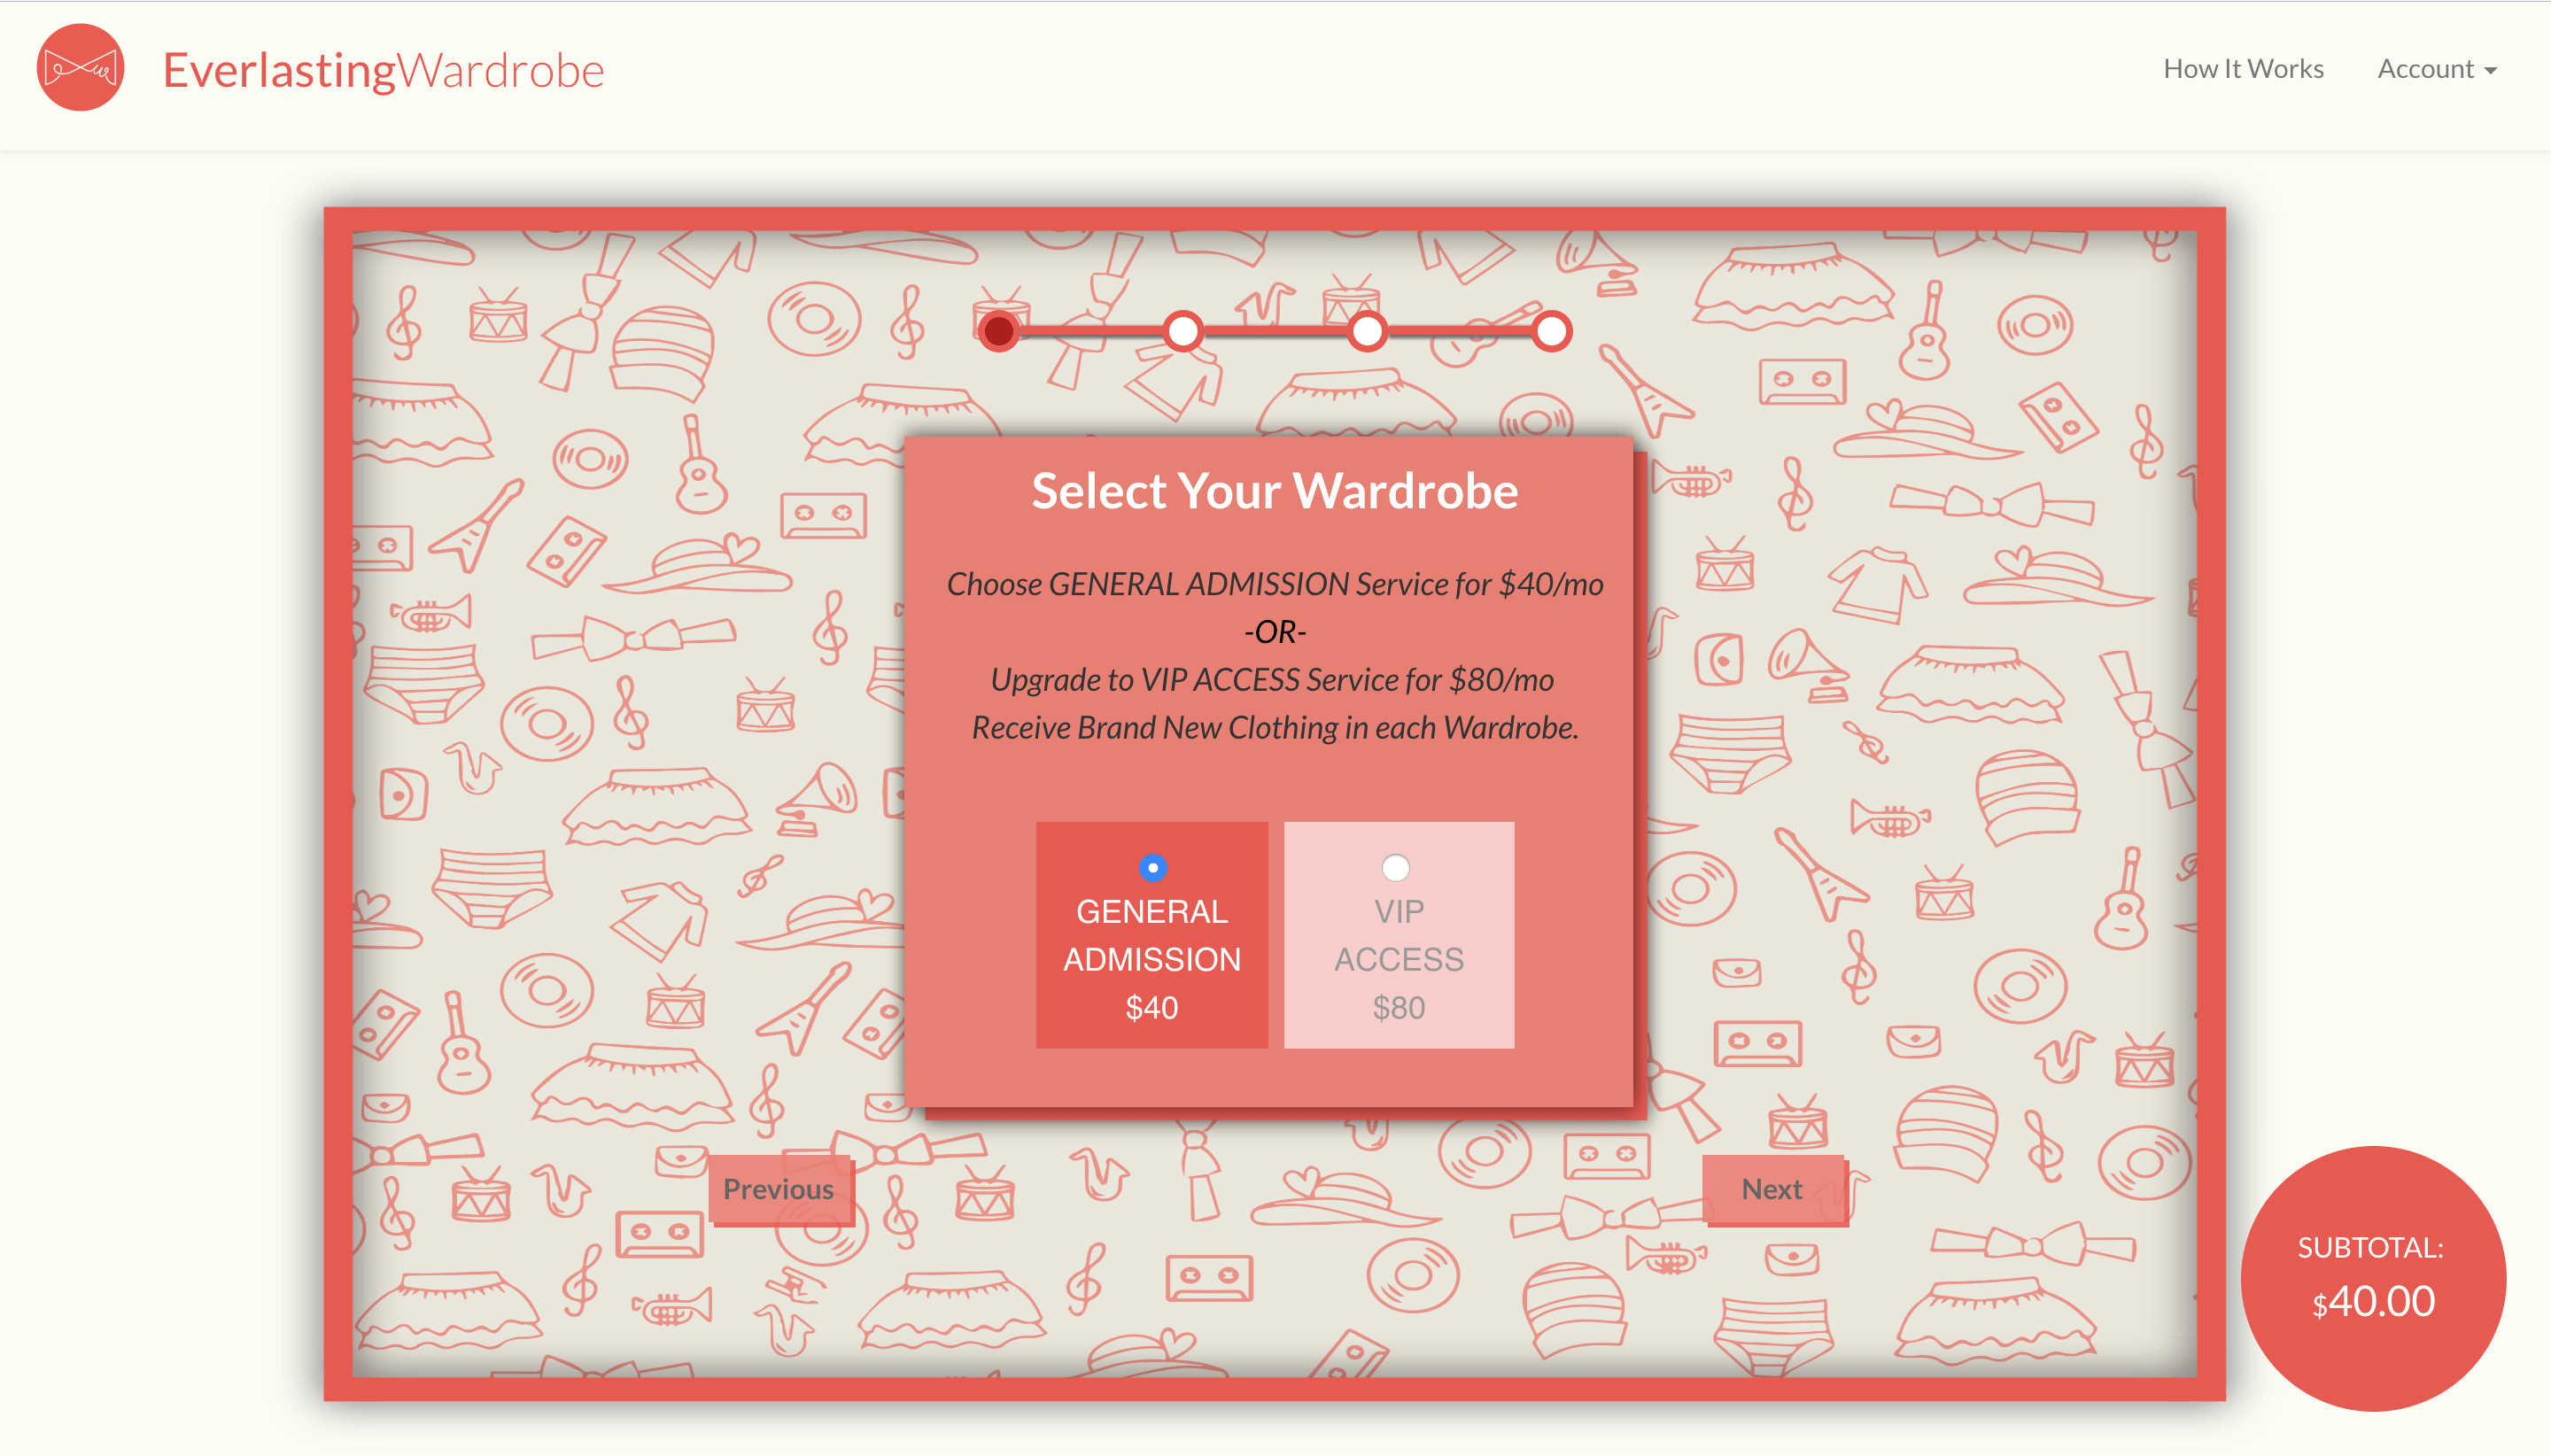 EverlastingWardrobe
How It Works
Account
Select Your Wardrobe
Choose GENERAL ADMISSION Service for $40/mo
-OR-
Upgrade to VIP ACCESS Service for $80/mo
Receive Brand New Clothing in each Wardrobe.
GENERAL
ADMISSION
$40
VIP
ACCESS
$80
Previous
Next
SUBTOTAL:
$40.00